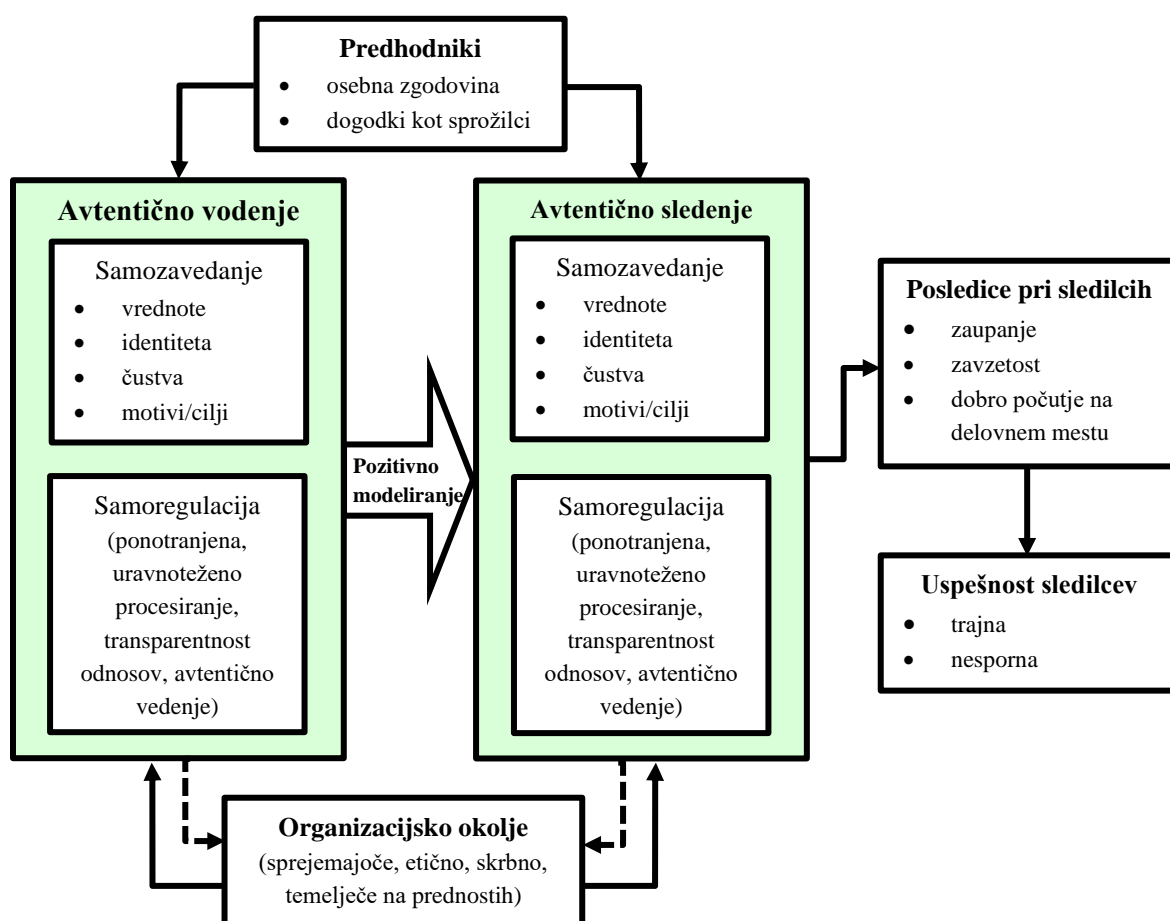 Predhodniki
• osebna zgodovina
• dogodki kot sprožilci
Avtentično vodenje
Samozavedanje
• vrednote
• identiteta
• čustva
• motivi/cilji
Samoregulacija
(ponotranjena,
uravnoteženo
procesiranje,
transparentnost
odnosov, avtentično
vedenje)
Pozitivno
modeliranje
Avtentično sledenje
Samozavedanje
• vrednote
• identiteta
• čustva
• motivi/cilji
Samoregulacija
(ponotranjena,
uravnoteženo
procesiranje,
transparentnost
odnosov, avtentično
vedenje)
Posledice pri sledilcih
• zaupanje
• zavzetost
• dobro počutje na
delovnem mestu
Uspešnost sledilcev
• trajna
• nesporna
Organizacijsko okolje
(sprejemajoče, etično, skrbno,
temelječe na prednostih)